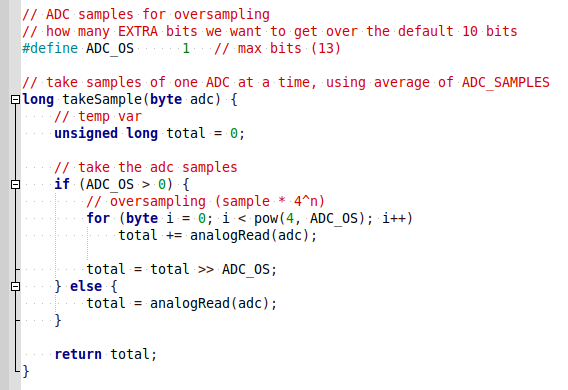 // ADC samples for oversampling
// how many EXTRA bits we want to get over the default 10 bits
#define ADC_OS      1   // max bits (13)

// take samples of one ADC at a time, using average of ADC_SAMPLES
long takeSample(byte adc) {
    // temp var
    unsigned long total = 0;

    // take the adc samples
    if (ADC_OS > 0) {
        // oversampling (sample * 4^n)
        for (byte i = 0; i < pow(4, ADC_OS); i++)
            total += analogRead(adc);

        total = total >> ADC_OS;
    } else {
        total = analogRead(adc);
    }

    return total;
}